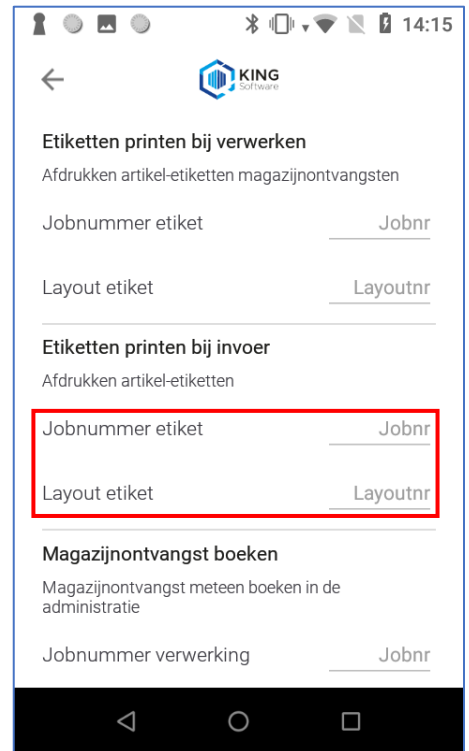 14:15
KING
Software
Etiketten printen bij verwerken
Afdrukken artikel-etiketten magazijnontvangsten
Jobnummer etiket Jobnr
Layout etiket Layoutnr
Etiketten printen bij invoer
Afdrukken artikel-etiketten
Jobnummer etiket Jobnr
Layout etiket Layoutnr
Magazijnontvangst boeken
Magazijnontvangst meteen boeken in de
administratie
Jobnummer verwerking Jobnr